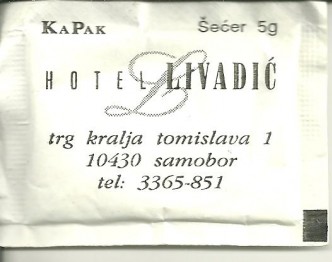 KAPAK Šećer 5g
HOTEL L LIVADIĆ
trg kralja tomislava 1
10430 samobor
tel: 3365-851